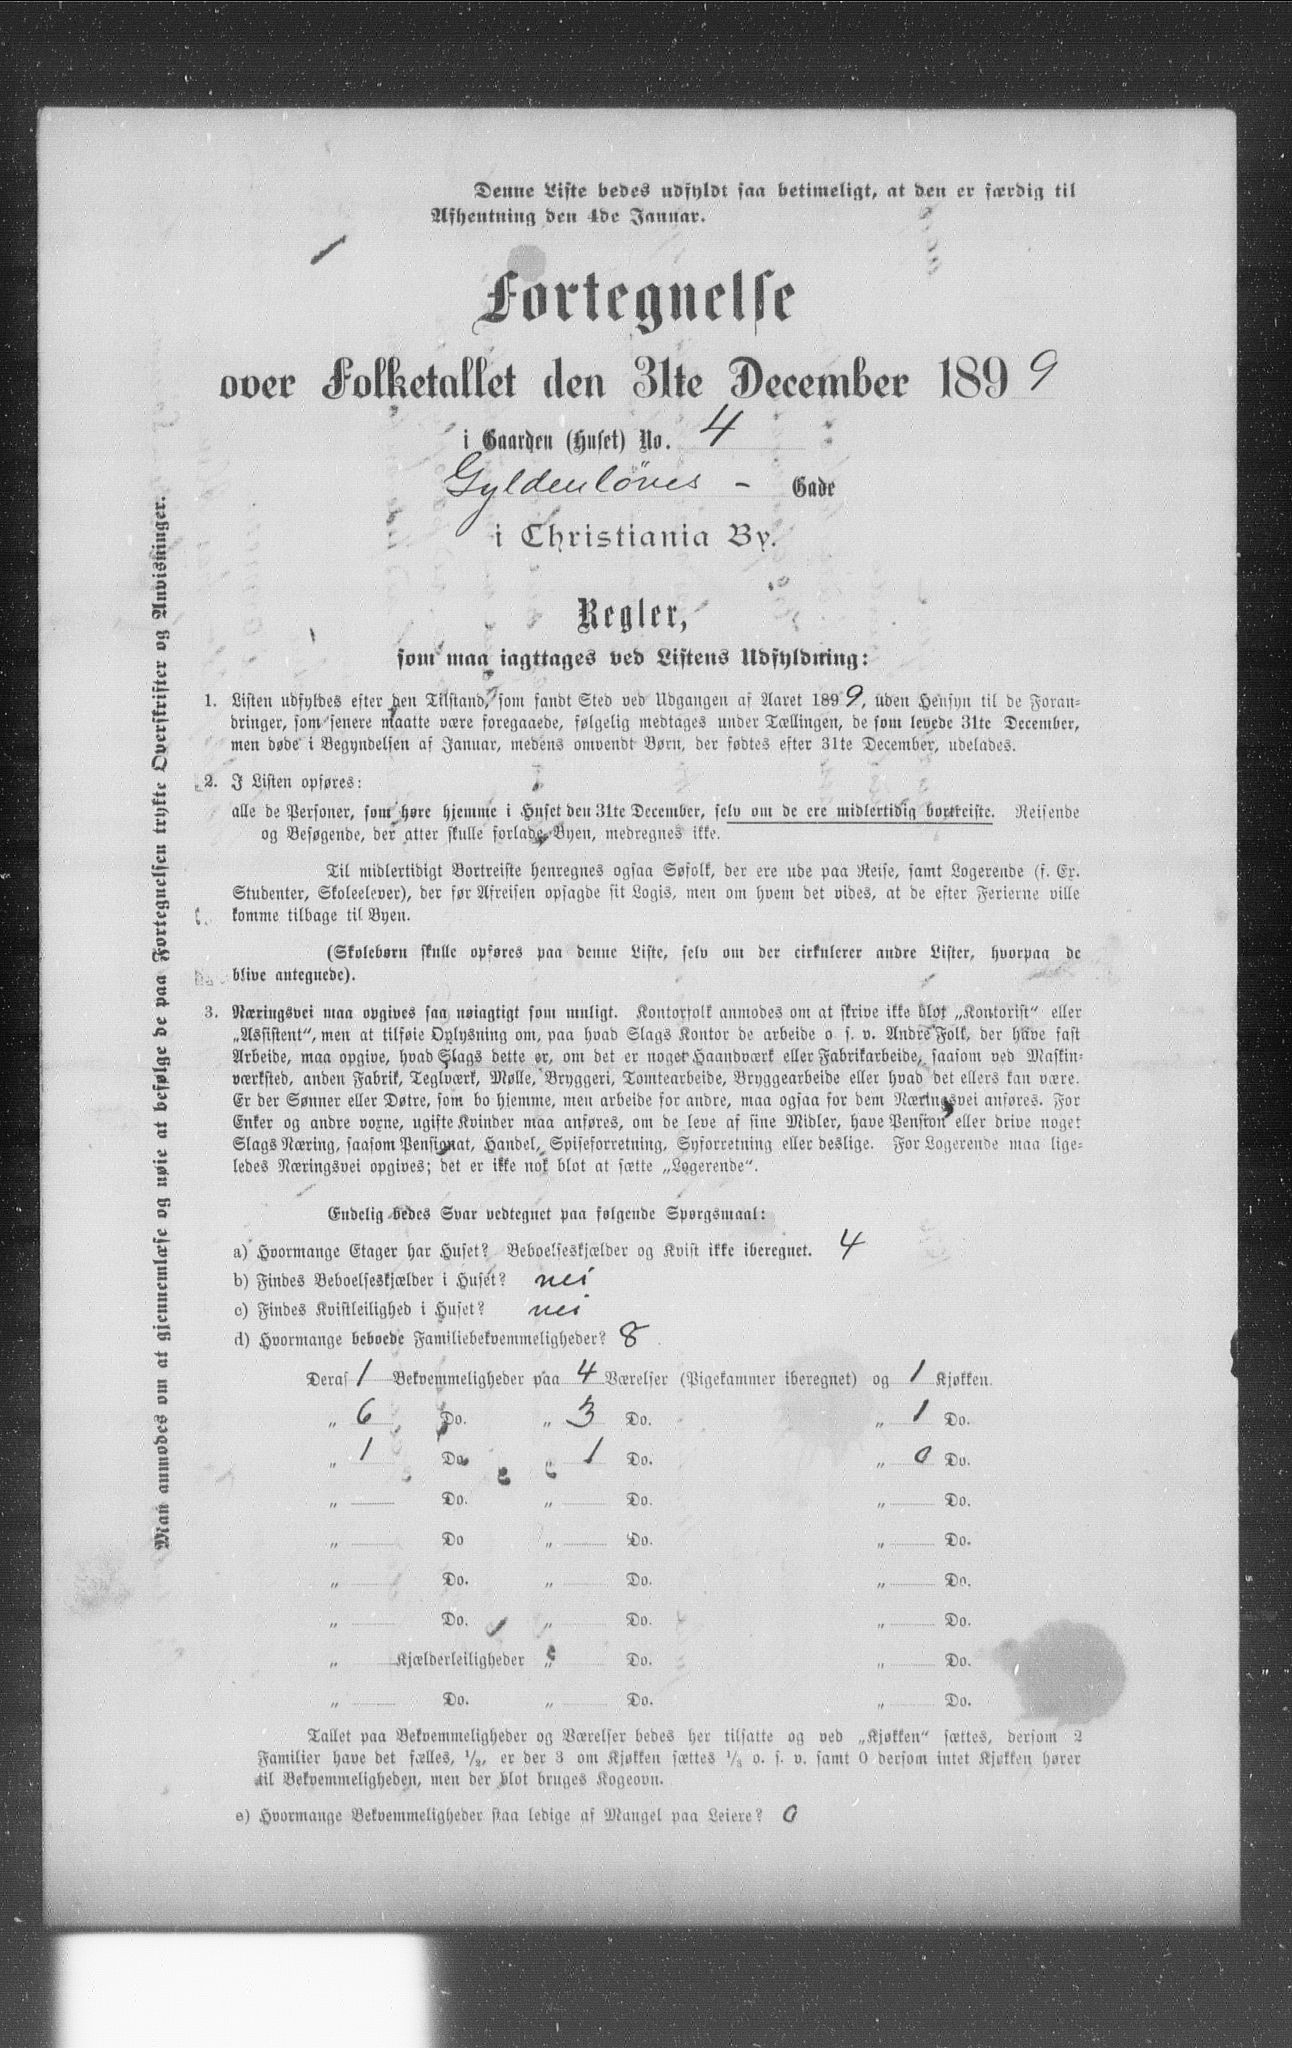 Denne Liste bedes udfyldt saa betimeligt, at den er færdig til
Afhentning den 4de Januar.
Fortegnelse
over Folketallet den 31te December 1899
i Gaarden (Huset) No. 4
Gyldenløves - Gade
i Christiania By.
Regler,
som maa iagttages ved Listens Udfyldning:
1. Listen udfyldes efter den Tilstand, som fandt Sted ved Udgangen af Aaret 1899, uden Hensyn til de Foran-
dringer, som senere maatte være foregaaede, følgelig medtages under Tællingen, de som levede 31te December,
men døde i Begyndelsen af Januar, medens omvendt Børn, der fødtes efter 31te December, udelades.
2. I Listen opføres:
alle de Personer, som høre hjemme i Huset den 31te December, selv om de ere midlertidig bortreiste. Reisende
og Besøgende, der atter skulle forlade Byen, medregnes ikke.
Til midlertidigt Bortreiste henregnes ogsaa Søfolk, der ere ude paa Reise, samt Logerende (f. Ex.
Studenter, Skoleelever), der før Afreisen opsagde sit Logis, men om hvem det vides, at de efter Ferierne ville
komme tilbage til Byen.
(Skolebørn skulle opføres paa denne Liste, selv om der cirkulerer andre Lister, hvorpaa de
blive antegnede).
3. Næringsvei maa opgives saa nøiagtigt som muligt. Kontorfolk anmodes om at skrive ikke blot „Kontorist“ eller
„Assistent“, men at tilføie Oplysning om, paa hvad Slags Kontor de arbeide o. s. v. Andre Folk, der have fast
Arbeide, maa opgive, hvad Slags dette er, om det er noget Haandværk eller Fabrikarbeide, saasom ved Maskin-
værksted, anden Fabrik, Teglværk, Mølle, Bryggeri, Tomtearbeide, Bryggearbeide eller hvad det ellers kan være.
Er der Sønner eller Døtre, som bo hjemme, men arbeide for andre, maa ogsaa for dem Næringsvei anføres. For
Enker og andre voxne, ugifte Kvinder maa anføres, om de leve af sine Midler, have Pension eller drive noget
Slags Næring, saasom Pensionat, Handel, Spiseforretning, Syforretning eller deslige. For Logerende maa lige-
ledes Næringsvei opgives; det er ikke nok blot at sætte „Logerende“.
Endelig bedes Svar vedtegnet paa følgende Spørgsmaal:
a) Hvormange Etager har Huset? Beboelseskjælder og Kvist ikke iberegnet. 4
b) Findes Beboelseskjælder i Huset? nei
c) Findes Kvistleilighed i Huset? nei
d) Hvormange beboede Familiebekvemmeligheder? 8
Deraf 1 Bekvemmeligheder paa 4 Værelser (Pigekammer iberegnet) og 1 Kjøkken.
„ 6 Do. „ 3 Do. „ 1 Do.
„ 1 Do. „ 1 Do. „ 0 Do.
„ Do. „ Do. „ Do.
„ Do „ Do. „ Do.
„ Do. „ Do. „ Do.
„ Do. „ Do. „ Do.
„ Kjælderleiligheder „ Do. „ Do.
„ Do. „ Do. „ Do.
Tallet paa Bekvemmeligheder og Værelser bedes her tilsatte og ved „Kjøkken“ sættes, dersom 2
Familier have det fælles, 1/2, er der 3 om Kjøkken sættes 1/3 o. s. v. samt 0 dersom intet Kjøkken hører
til Bekvemmeligheden, men der blot bruges Kogeovn.
e) Hvormange Bekvemmeligheder staa ledige af Mangel paa Leiere? 0
Man anmodes om at gjennemlæse og nøie at befølge de paa Fortegnelsen trykte Overskrifter og Anvisninger.